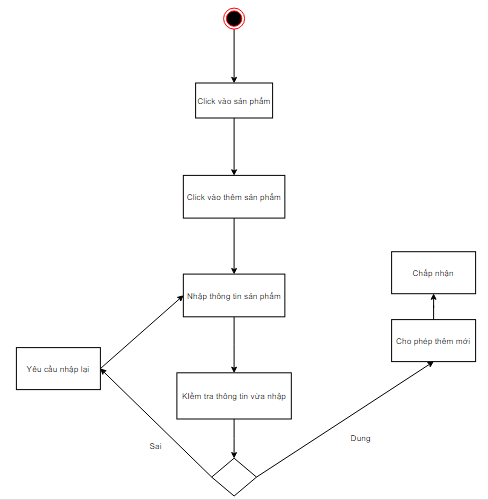 Click vào sản phẩm
Click vào thêm sản phẩm
Nhập thông tin sản phẩm
Kiểm tra thông tin vừa nhập
Yêu cầu nhập lại
Sai
Dung
Cho phép thêm mới
Chấp nhận